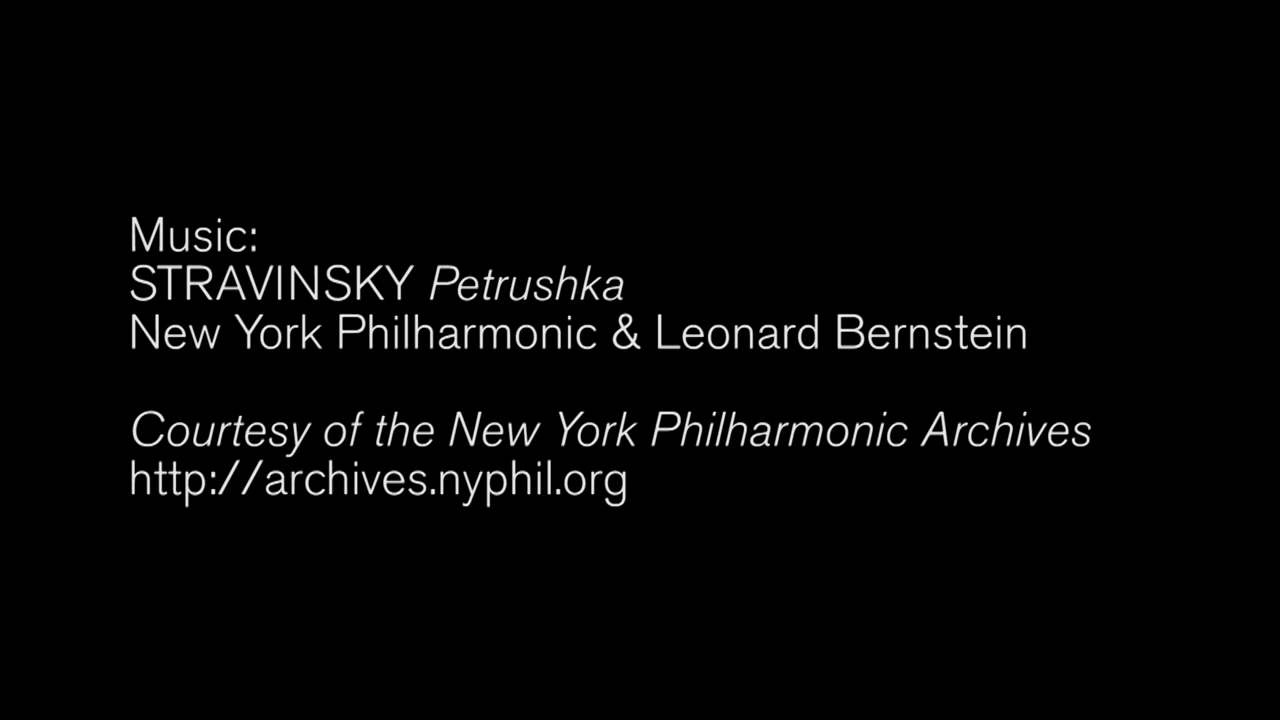 Music:
STRAVINSKY Petrushka
New York Philharmonic & Leonard Bernstein
Courtesy of the New York Philharmonic Archives
http://archives.nyphil.org